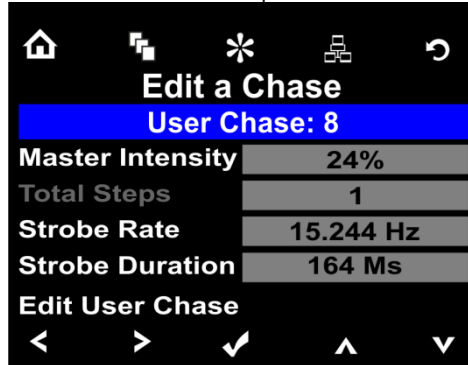 Edit a Chase
User Chase: 8
Master Intensity 24%
Total Steps 1
Strobe Rate 15.244 Hz
Strobe Duration 164 Ms
Edit User Chase